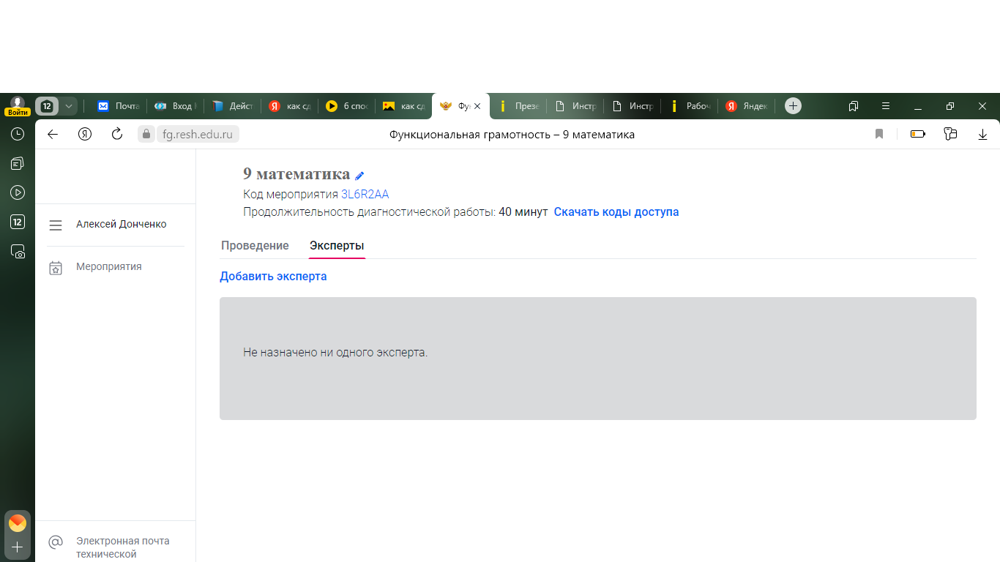 Войти
12
Почта
Вход
Дейст
как сд
6 спос
как сд
Фу
Презе
Инстр
Инстр
Рабоч
Яндек
fg.resh.edu.ru
Функциональная грамотность – 9 математика
12
9 математика
Код мероприятия 3L6R2AA
Продолжительность диагностической работы: 40 минут Скачать коды доступа
Алексей Донченко
Мероприятия
Проведение Эксперты
Добавить эксперта
Не назначено ни одного эксперта.
Электронная почта
технической